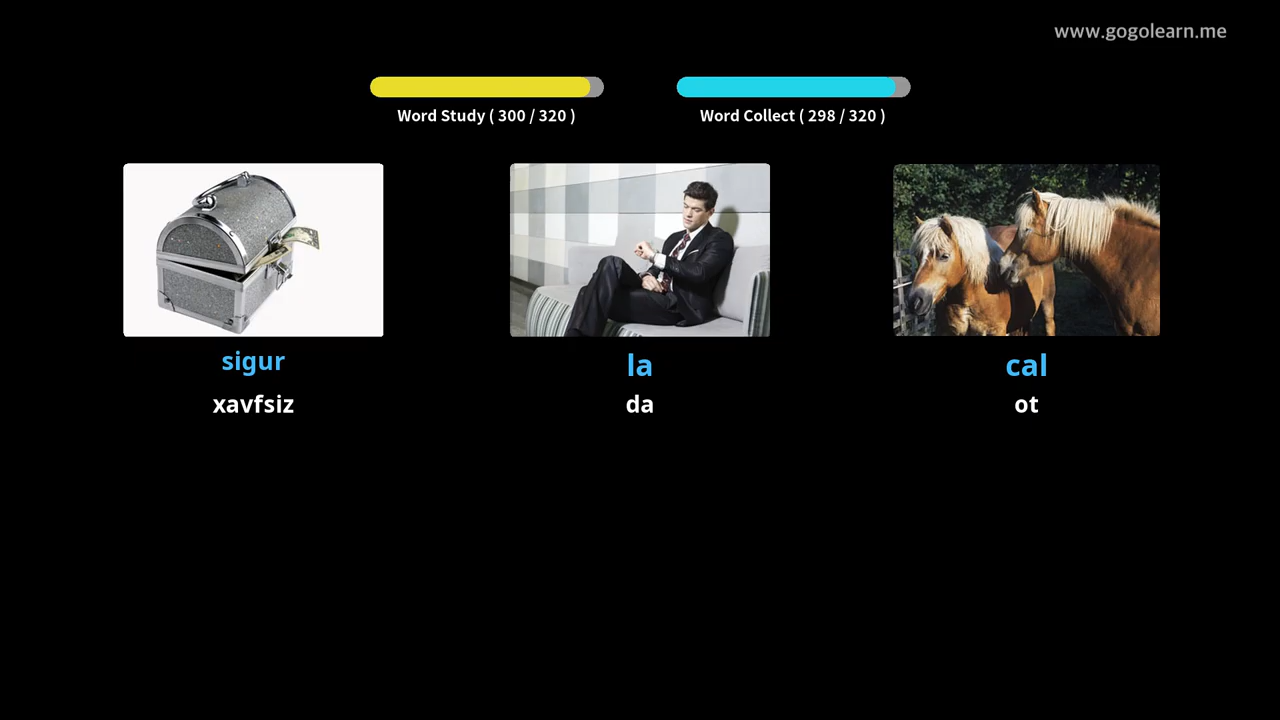 www.gogolearn.me
Word Study ( 300 / 320 )
Word Collect ( 298 / 320 )
sigur
la
cal
xavfsiz
da
ot